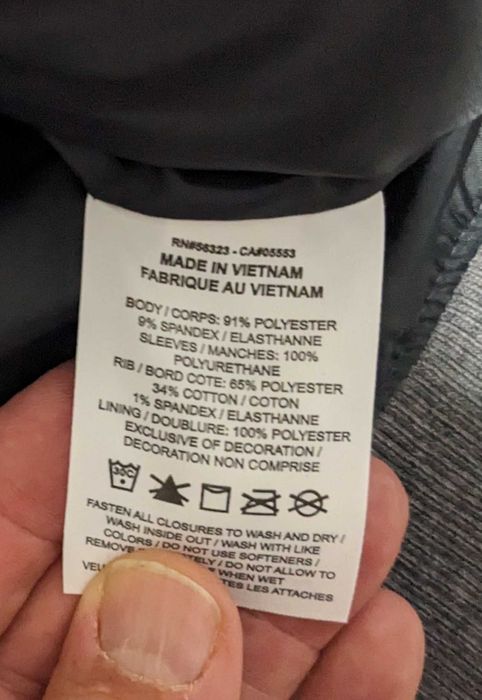 RN#56323 - CA#05553
MADE IN VIETNAM
FABRIQUE AU VIETNAM
BODY / CORPS: 91% POLYESTER
9% SPANDEX / ELASTHANNE
SLEEVES / MANCHES: 100%
POLYURETHANE
RIB / BORD COTE: 65% POLYESTER
34% COTTON / COTON
1% SPANDEX / ELASTHANNE
LINING / DOUBLURE: 100% POLYESTER
EXCLUSIVE OF DECORATION /
DECORATION NON COMPRISE
30C
FASTEN ALL CLOSURES TO WASH AND DRY /
WASH INSIDE OUT / WASH WITH LIKE
COLORS / DO NOT USE SOFTENERS /
REMOVE / DO NOT ALLOW TO
WHEN WET
LES ATTACHES